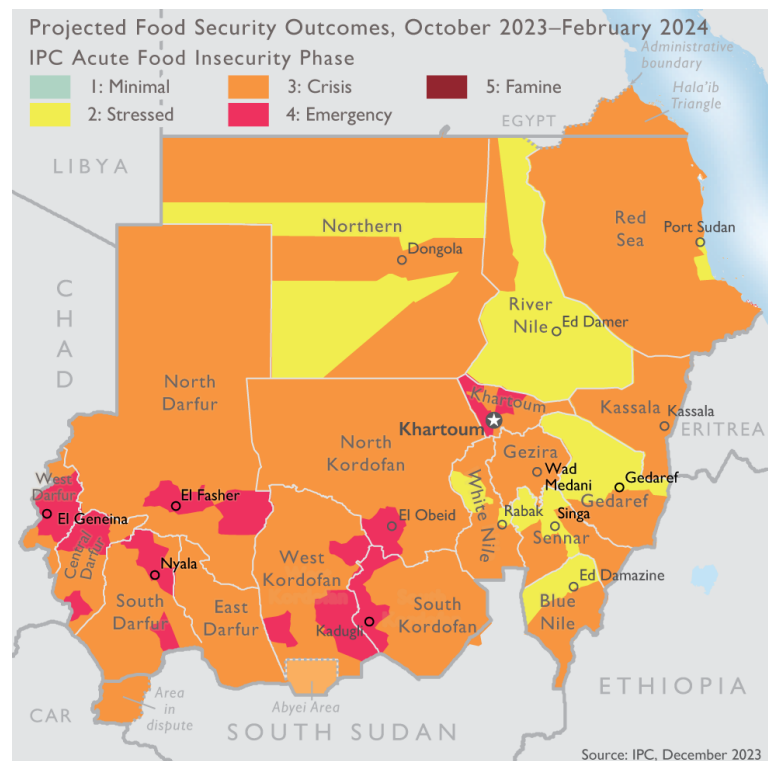 Projected Food Security Outcomes, October 2023–February 2024
IPC Acute Food Insecurity Phase
1: Minimal
3: Crisis
5: Famine
2: Stressed
4: Emergency
Administrative
boundary
Hala'ib
Triangle
EGYPT
LIBYA
Northern
Dongola
Red
Sea
Port Sudan
CHAD
River
Nile
Ed Damer
North
Darfur
Khartoum
Khartoum
Kassala
Kassala
ERITREA
North
Kordofan
Gezira
Wad
Medani
Gedaref
Gedaref
West
Darfur
El Fasher
El Geneina
White Nile
Rabak
Singa
Sennar
El Obeid
Central
Darfur
Nyala
West
Kordofan
Ed Damazine
Blue
Nile
South
Darfur
East
Darfur
Kadugli
South
Kordofan
Area
in
dispute
Abyei Area
CAR
SOUTH SUDAN
ETHIOPIA
Source: IPC, December 2023